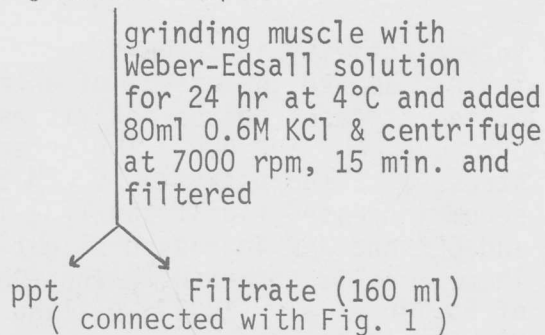 grinding muscle with
Weber-Edsall solution
for 24 hr at 4°C and added
80ml 0.6M KCl & centrifuge
at 7000 rpm, 15 min. and
filtered
ppt Filtrate (160 ml)
( connected with Fig. 1 )